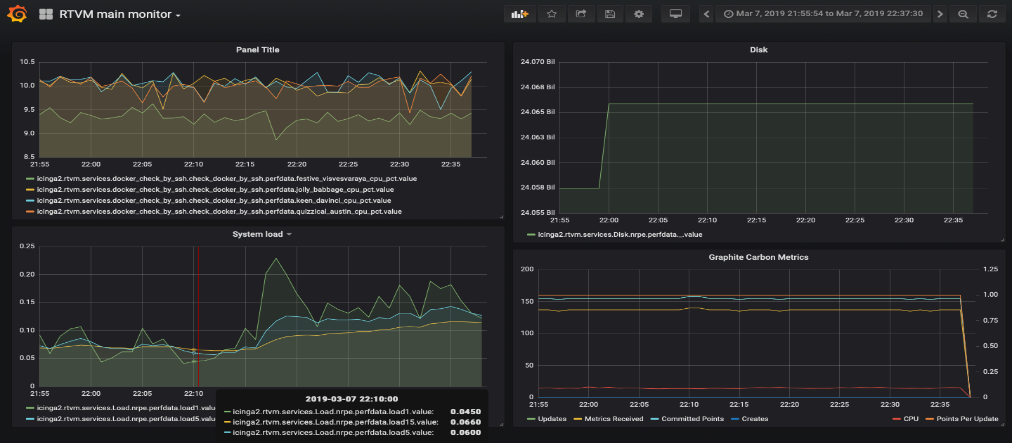 RTVM main monitor
Mar 7, 2019 21:55:54 to Mar 7, 2019 22:37:30
Panel Title
10.5
10.0
9.5
9.0
8.5
21:55 22:00 22:05 22:10 22:15 22:20 22:25 22:30 22:35
icinga2.rtvm.services.docker_check_by_ssh.check_docker_by_ssh.perfdata.festive_visvesvaraya_cpu_pct.value
icinga2.rtvm.services.docker_check_by_ssh.check_docker_by_ssh.perfdata.jolly_babbage_cpu_pct.value
icinga2.rtvm.services.docker_check_by_ssh.check_docker_by_ssh.perfdata.keen_davinci_cpu_pct.value
icinga2.rtvm.services.docker_check_by_ssh.check_docker_by_ssh.perfdata.quizzical_austin_cpu_pct.value
Disk
24.070 Bil
24.068 Bil
24.065 Bil
24.063 Bil
24.060 Bil
24.058 Bil
24.055 Bil
21:55 22:00 22:05 22:10 22:15 22:20 22:25 22:30 22:35
icinga2.rtvm.services.Disk.nrpe.perfdata._.value
System load
0.25
0.20
0.15
0.10
0.05
0
21:55 22:00 22:05 22:10 22:15 22:20 22:25 22:30 22:35
icinga2.rtvm.services.Load.nrpe.perfdata.load1.valu
icinga2.rtvm.services.Load.nrpe.perfdata.load5.valu
2019-03-07 22:10:00
icinga2.rtvm.services.Load.nrpe.perfdata.load1.value: 0.0450
icinga2.rtvm.services.Load.nrpe.perfdata.load15.value: 0.0660
icinga2.rtvm.services.Load.nrpe.perfdata.load5.value: 0.0600
Graphite Carbon Metrics
200 1.25
150 1.00
100 0.75
50 0.50
0 0.25
0
22:00 22:05 22:10 22:15 22:20 22:25 22:30 22:35
Updates Metrics Received Committed Points Creates CPU Points Per Update